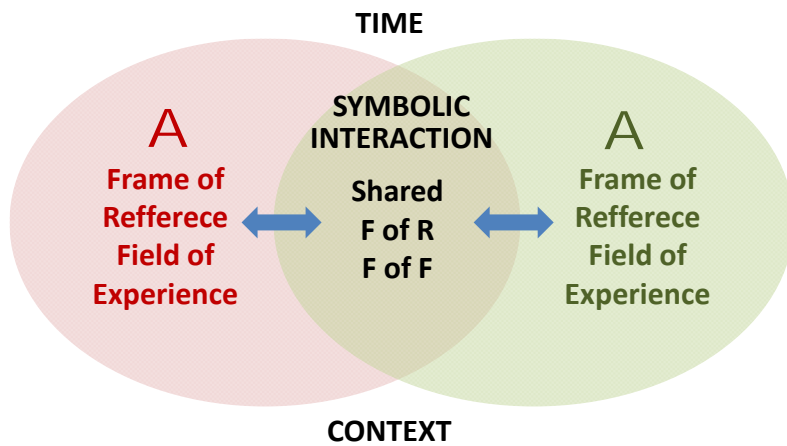 TIME
A
Frame of
Refferece
Field of
Experience
SYMBOLIC
INTERACTION
Shared
F of R
F of F
A
Frame of
Refferece
Field of
Experience
CONTEXT